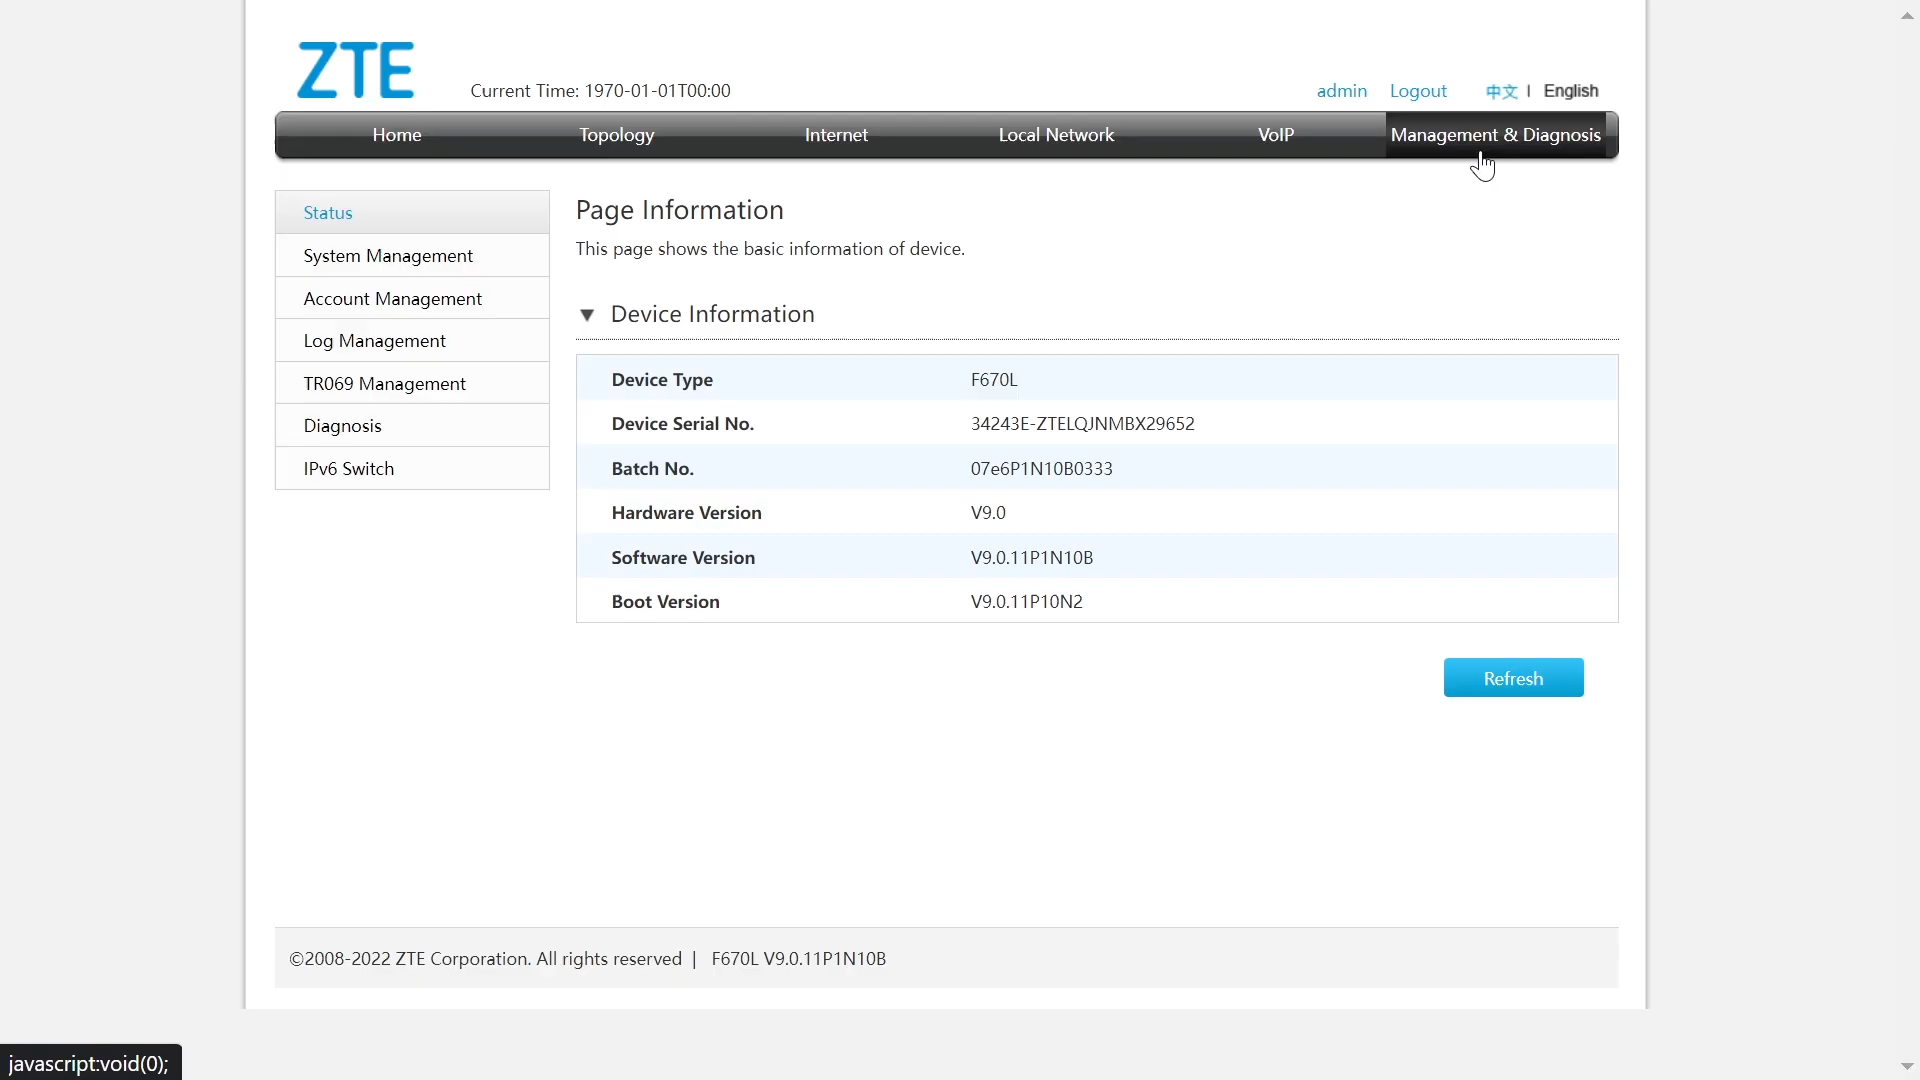 ZTE
Current Time: 1970-01-01T00:00
admin Logout 中文 | English
Home Topology Internet Local Network VoIP Management & Diagnosis
Status
System Management
Account Management
Log Management
TR069 Management
Diagnosis
IPv6 Switch
Page Information
This page shows the basic information of device.
Device Information
Device Type F670L
Device Serial No. 34243E-ZTELQJNMBX29652
Batch No. 07e6P1N10B0333
Hardware Version V9.0
Software Version V9.0.11P1N10B
Boot Version V9.0.11P10N2
Refresh
©2008-2022 ZTE Corporation. All rights reserved | F670L V9.0.11P1N10B
javascript:void(0);